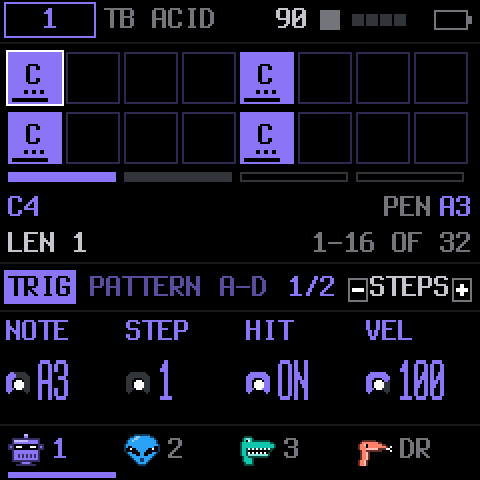 1 TB ACID 90
C C
C C
C4 PEN A3
LEN 1 1-16 OF 32
TRIG PATTERN A-D 1/2 -STEPS+
NOTE STEP HIT VEL
A3 1 ON 100
1 2 3 DR